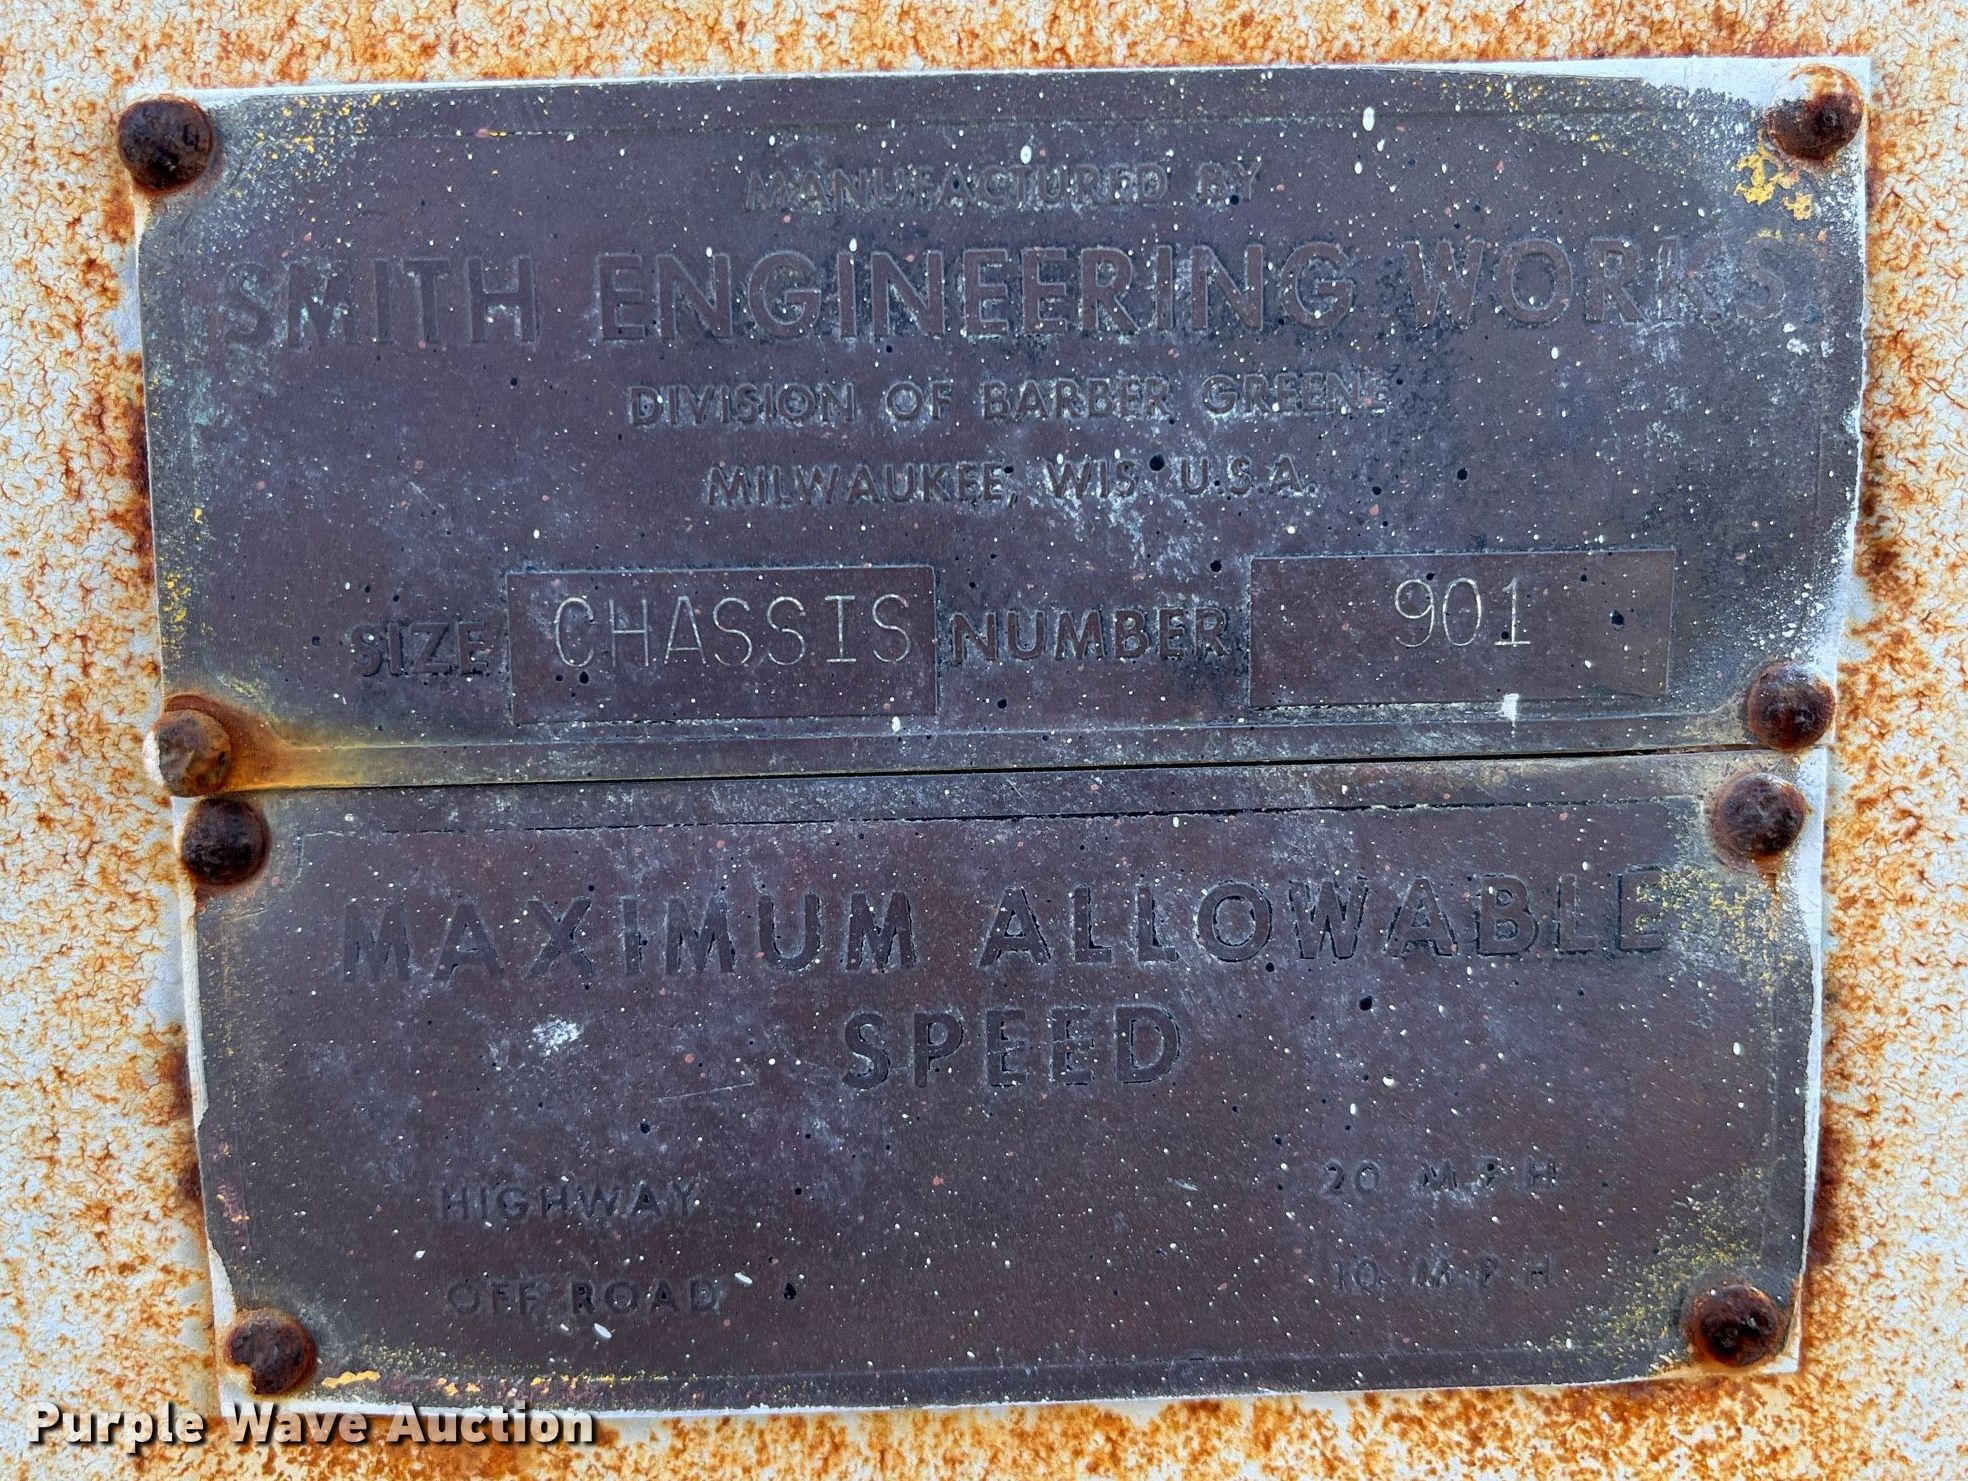 MANUFACTURED BY
SMITH ENGINEERING WORKS
DIVISION OF BARBER GREENE
MILWAUKEE, WIS. U.S.A.
SIZE CHASSIS NUMBER 901
MAXIMUM ALLOWABLE
SPEED
HIGHWAY 20 M P H
OFF ROAD 10 M P H
Purple Wave Auction